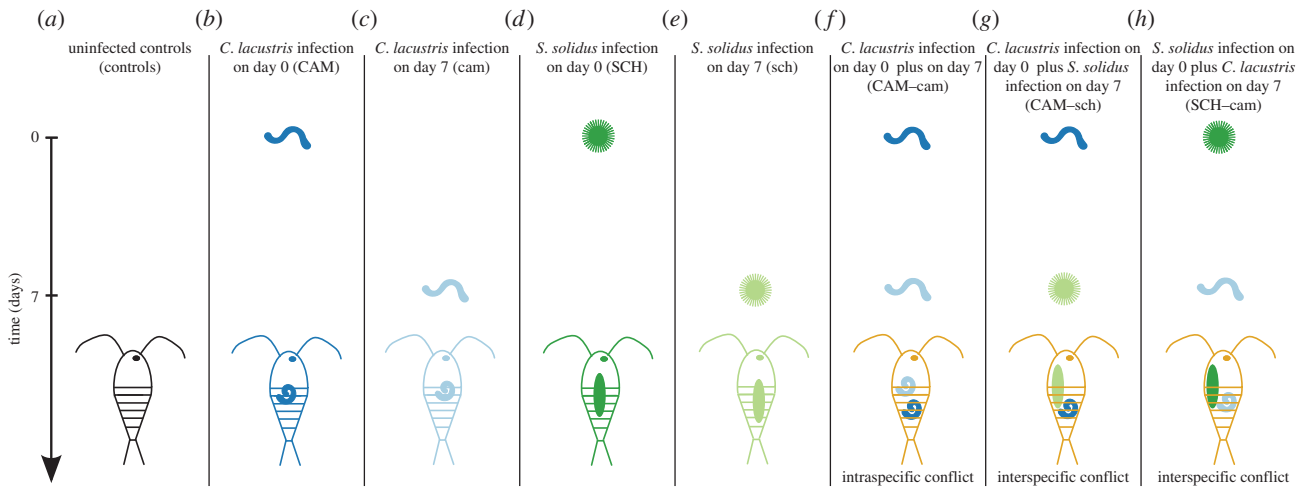 (a)
uninfected controls
(controls)
(b)
C. lacustris infection
on day 0 (CAM)
(c)
C. lacustris infection
on day 7 (cam)
(d)
S. solidus infection
on day 0 (SCH)
(e)
S. solidus infection
on day 7 (sch)
(f)
C. lacustris infection
on day 0 plus on day 7
(CAM–cam)
(g)
C. lacustris infection on
day 0 plus S. solidus
infection on day 7
(CAM–sch)
(h)
S. solidus infection on
day 0 plus C. lacustris
infection on day 7
(SCH–cam)
0
7
time (days)
intraspecific conflict
interspecific conflict
interspecific conflict